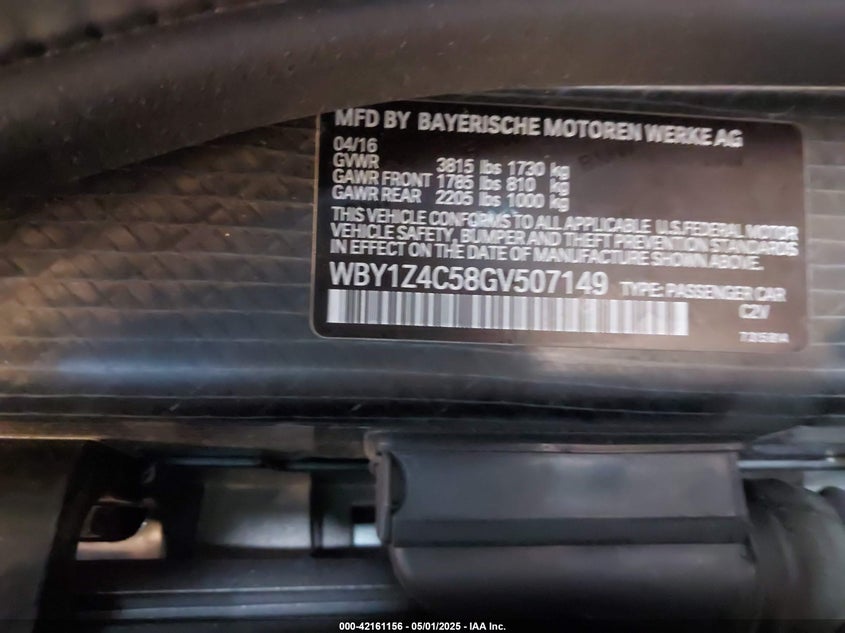 MFD BY BAYERISCHE MOTOREN WERKE AG
04/16
GVWR 3815 lbs 1730 kg
GAWR FRONT 1785 lbs 810 kg
GAWR REAR 2205 lbs 1000 kg
THIS VEHICLE CONFORMS TO ALL APPLICABLE U.S. FEDERAL MOTOR
VEHICLE SAFETY, BUMPER AND THEFT PREVENTION STANDARDS
IN EFFECT ON THE DATE OF MANUFACTURE SHOWN ABOVE.
WBY1Z4C58GV507149 TYPE: PASSENGER CAR
C2V
000-42161156 - 05/01/2025 - IAA Inc.